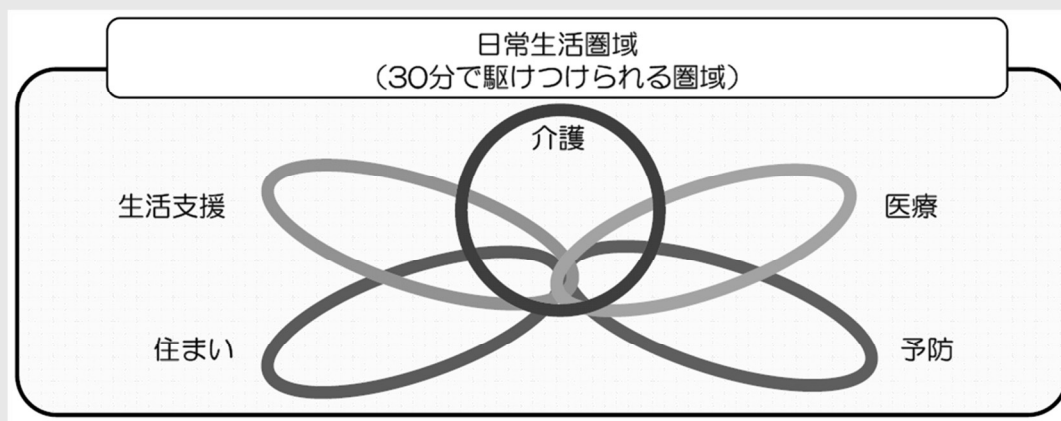 日常生活圏域
（30分で駆けつけられる圏域）
介護
生活支援
医療
住まい
予防